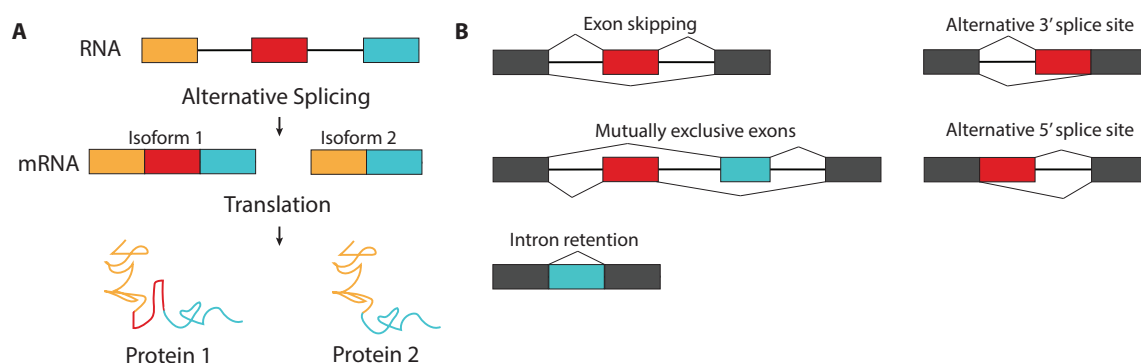 A
RNA
Alternative Splicing
Isoform 1
Isoform 2
mRNA
Translation
Protein 1
Protein 2
B
Exon skipping
Alternative 3′ splice site
Mutually exclusive exons
Alternative 5′ splice site
Intron retention